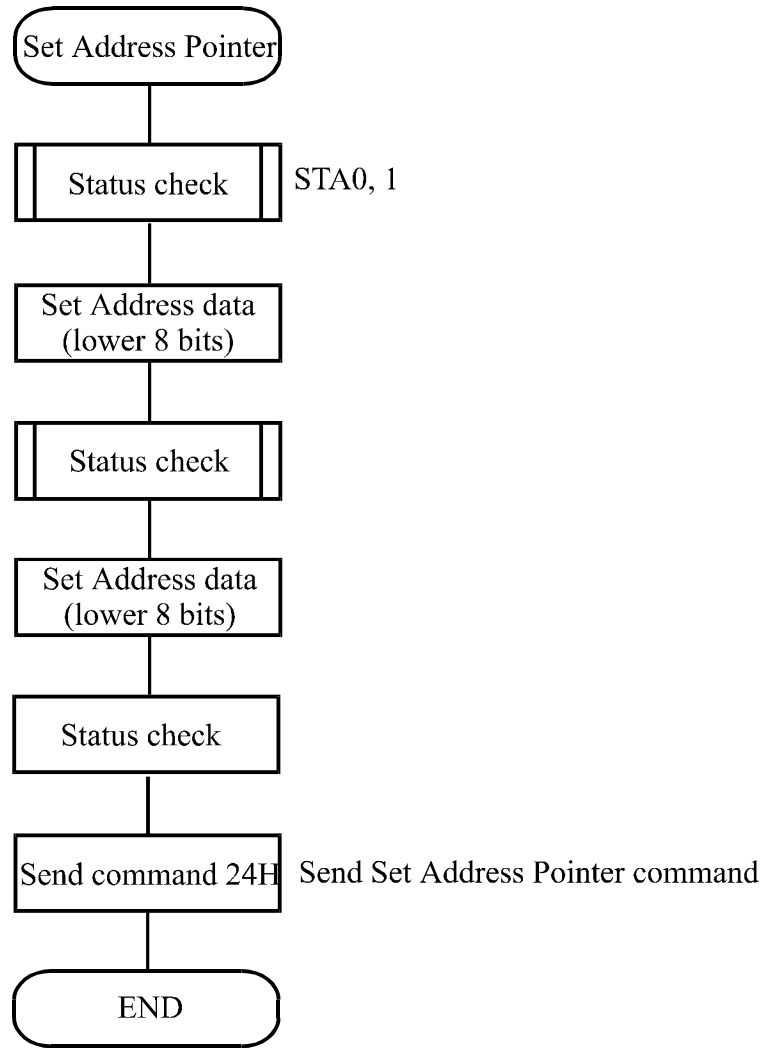 Set Address Pointer
Status check
STA0, 1
Set Address data
(lower 8 bits)
Status check
Set Address data
(lower 8 bits)
Status check
Send command 24H
Send Set Address Pointer command
END